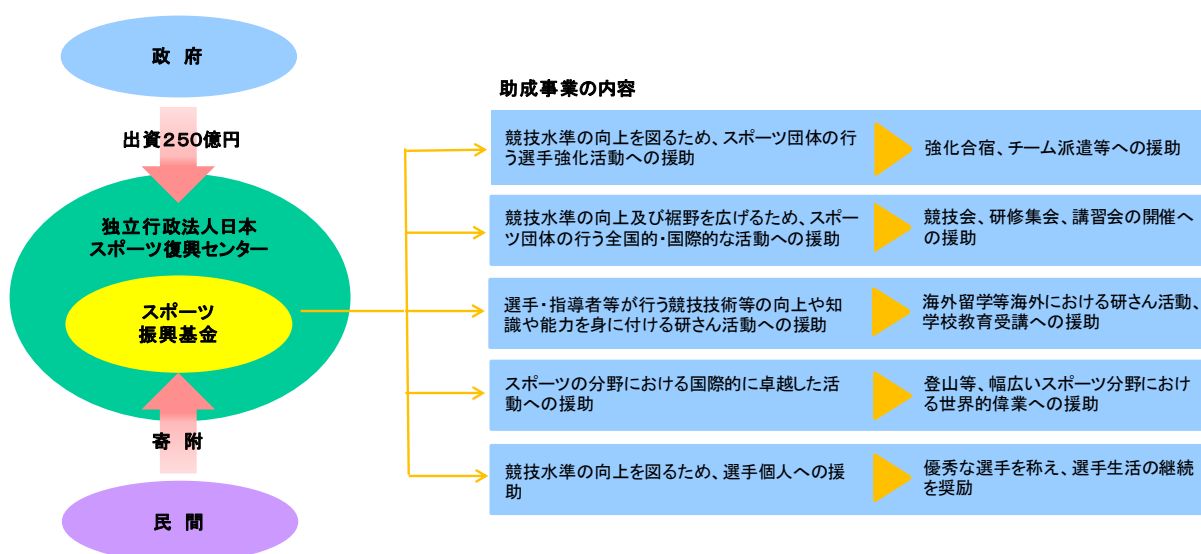 政 府
出資250億円
独立行政法人日本
スポーツ復興センター
スポーツ
振興基金
寄 附
民 間
助成事業の内容
競技水準の向上を図るため、スポーツ団体の行
う選手強化活動への援助
強化合宿、チーム派遣等への援助
競技水準の向上及び裾野を広げるため、スポー
ツ団体の行う全国的・国際的な活動への援助
競技会、研修集会、講習会の開催へ
の援助
選手・指導者等が行う競技技術等の向上や知
識や能力を身に付ける研さん活動への援助
海外留学等海外における研さん活動、
学校教育受講への援助
スポーツの分野における国際的に卓越した活
動への援助
登山等、幅広いスポーツ分野におけ
る世界的偉業への援助
競技水準の向上を図るため、選手個人への援
助
優秀な選手を称え、選手生活の継続
を奨励